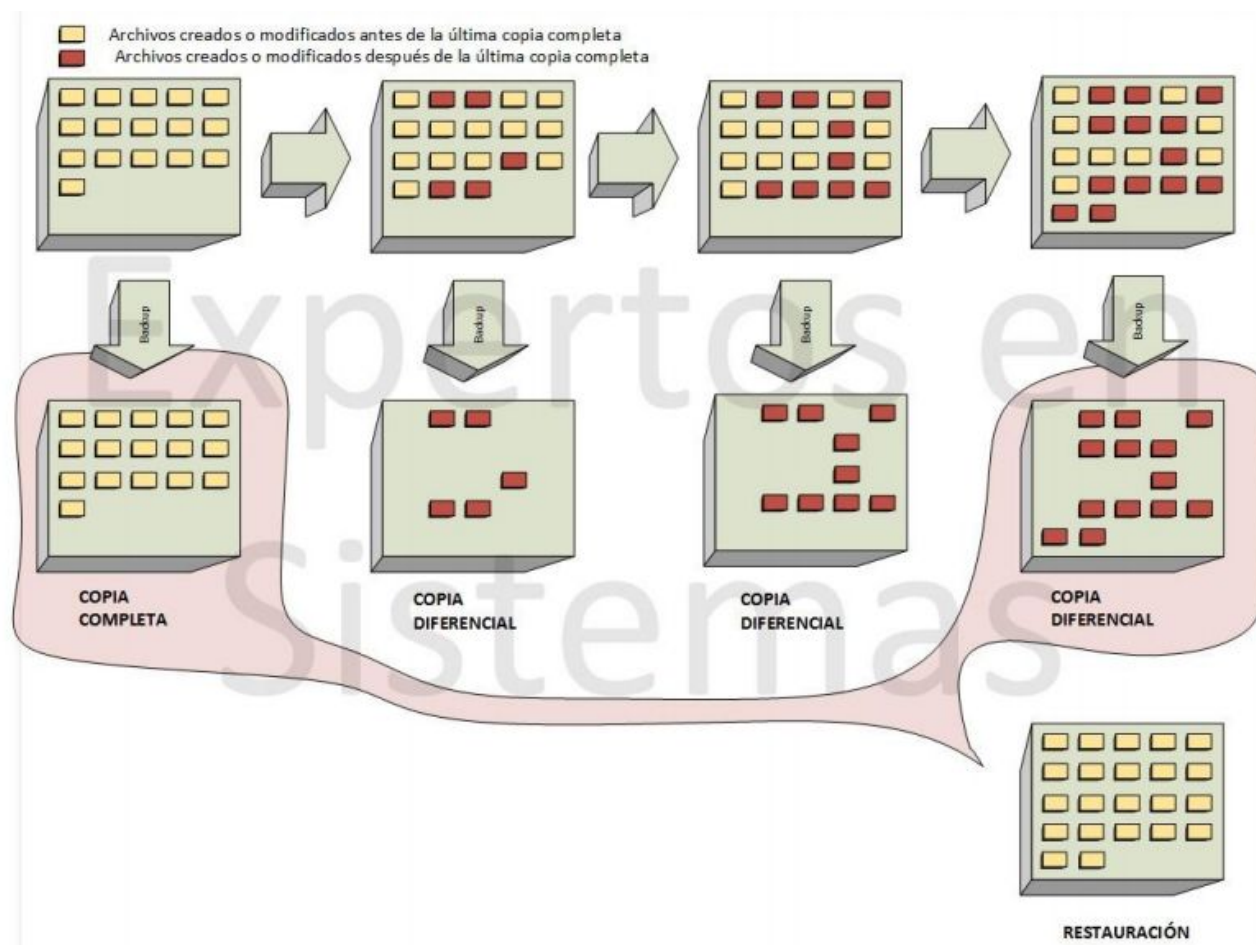 Archivos creados o modificados antes de la última copia completa
Archivos creados o modificados después de la última copia completa
Backup
Backup
Backup
Backup
Expertos en
Sistemas
COPIA
COMPLETA
COPIA
DIFERENCIAL
COPIA
DIFERENCIAL
COPIA
DIFERENCIAL
RESTAURACIÓN